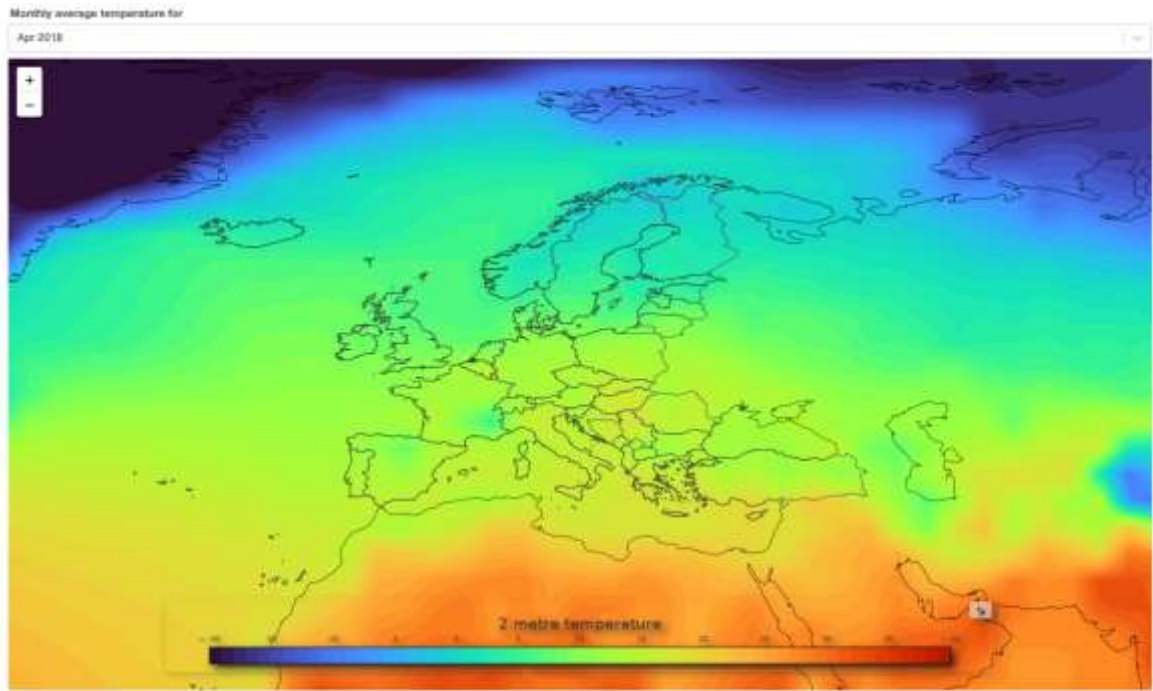 Monthly average temperature for
Apr 2018
+
−
2 metre temperature